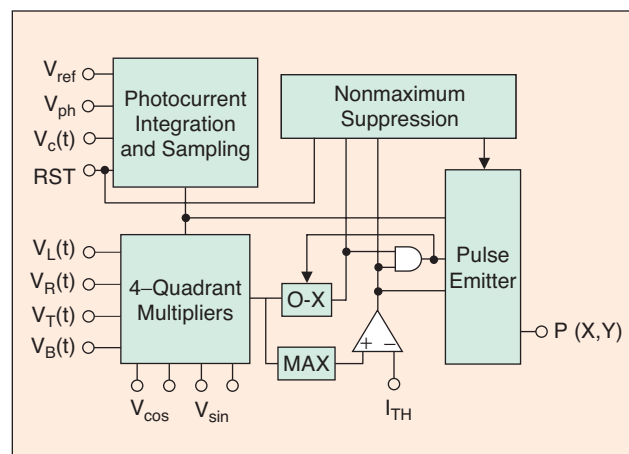 V_ref
V_ph
V_c(t)
RST
Photocurrent
Integration
and Sampling
Nonmaximum
Suppression
V_L(t)
V_R(t)
V_T(t)
V_B(t)
4–Quadrant
Multipliers
O-X
MAX
+ −
Pulse
Emitter
P (X,Y)
V_cos
V_sin
I_TH